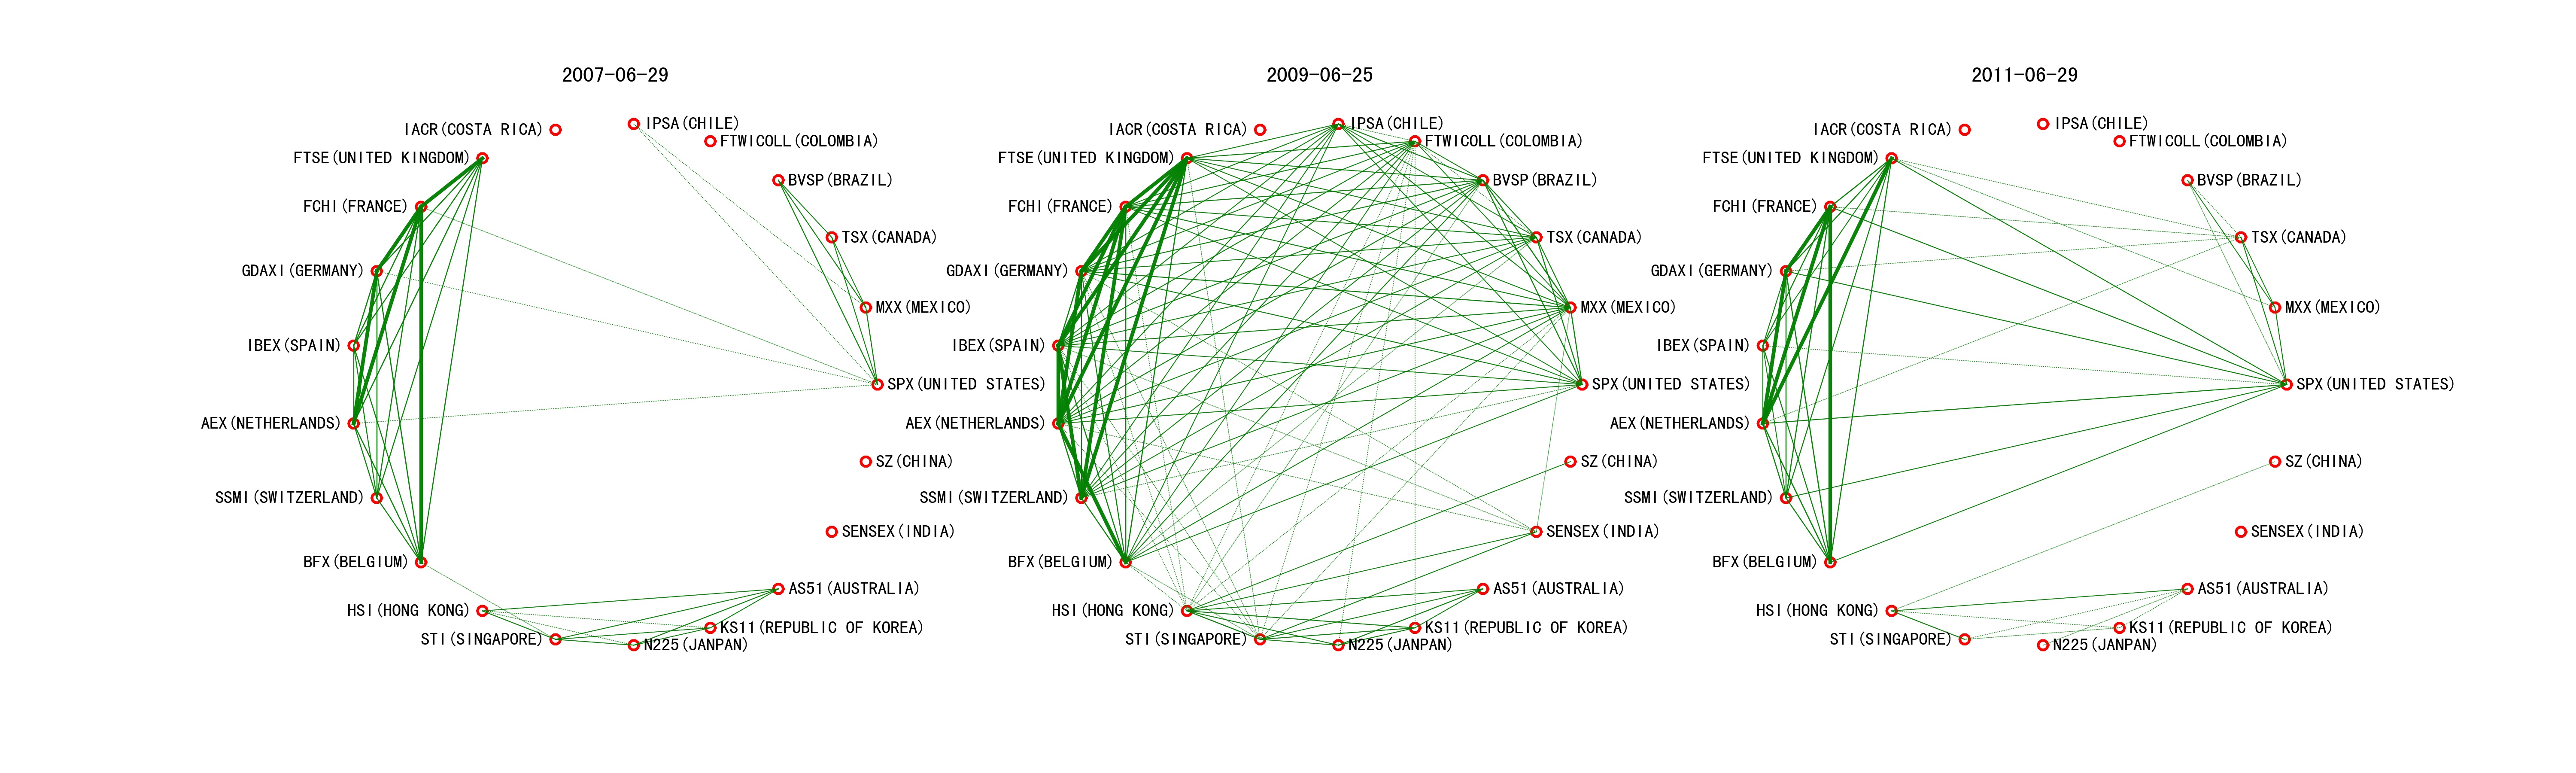 2007-06-29
IACR(COSTA RICA)
IPSA(CHILE)
FTWICOLL(COLOMBIA)
FTSE(UNITED KINGDOM)
BVSP(BRAZIL)
FCHI(FRANCE)
TSX(CANADA)
GDAXI(GERMANY)
MXX(MEXICO)
IBEX(SPAIN)
SPX(UNITED STATES)
AEX(NETHERLANDS)
SZ(CHINA)
SSMI(SWITZERLAND)
SENSEX(INDIA)
BFX(BELGIUM)
AS51(AUSTRALIA)
HSI(HONG KONG)
KS11(REPUBLIC OF KOREA)
STI(SINGAPORE)
N225(JANPAN)
2009-06-25
IACR(COSTA RICA)
IPSA(CHILE)
FTWICOLL(COLOMBIA)
FTSE(UNITED KINGDOM)
BVSP(BRAZIL)
FCHI(FRANCE)
TSX(CANADA)
GDAXI(GERMANY)
MXX(MEXICO)
IBEX(SPAIN)
SPX(UNITED STATES)
AEX(NETHERLANDS)
SZ(CHINA)
SSMI(SWITZERLAND)
SENSEX(INDIA)
BFX(BELGIUM)
AS51(AUSTRALIA)
HSI(HONG KONG)
KS11(REPUBLIC OF KOREA)
STI(SINGAPORE)
N225(JANPAN)
2011-06-29
IACR(COSTA RICA)
IPSA(CHILE)
FTWICOLL(COLOMBIA)
FTSE(UNITED KINGDOM)
BVSP(BRAZIL)
FCHI(FRANCE)
TSX(CANADA)
GDAXI(GERMANY)
MXX(MEXICO)
IBEX(SPAIN)
SPX(UNITED STATES)
AEX(NETHERLANDS)
SZ(CHINA)
SSMI(SWITZERLAND)
SENSEX(INDIA)
BFX(BELGIUM)
AS51(AUSTRALIA)
HSI(HONG KONG)
KS11(REPUBLIC OF KOREA)
STI(SINGAPORE)
N225(JANPAN)